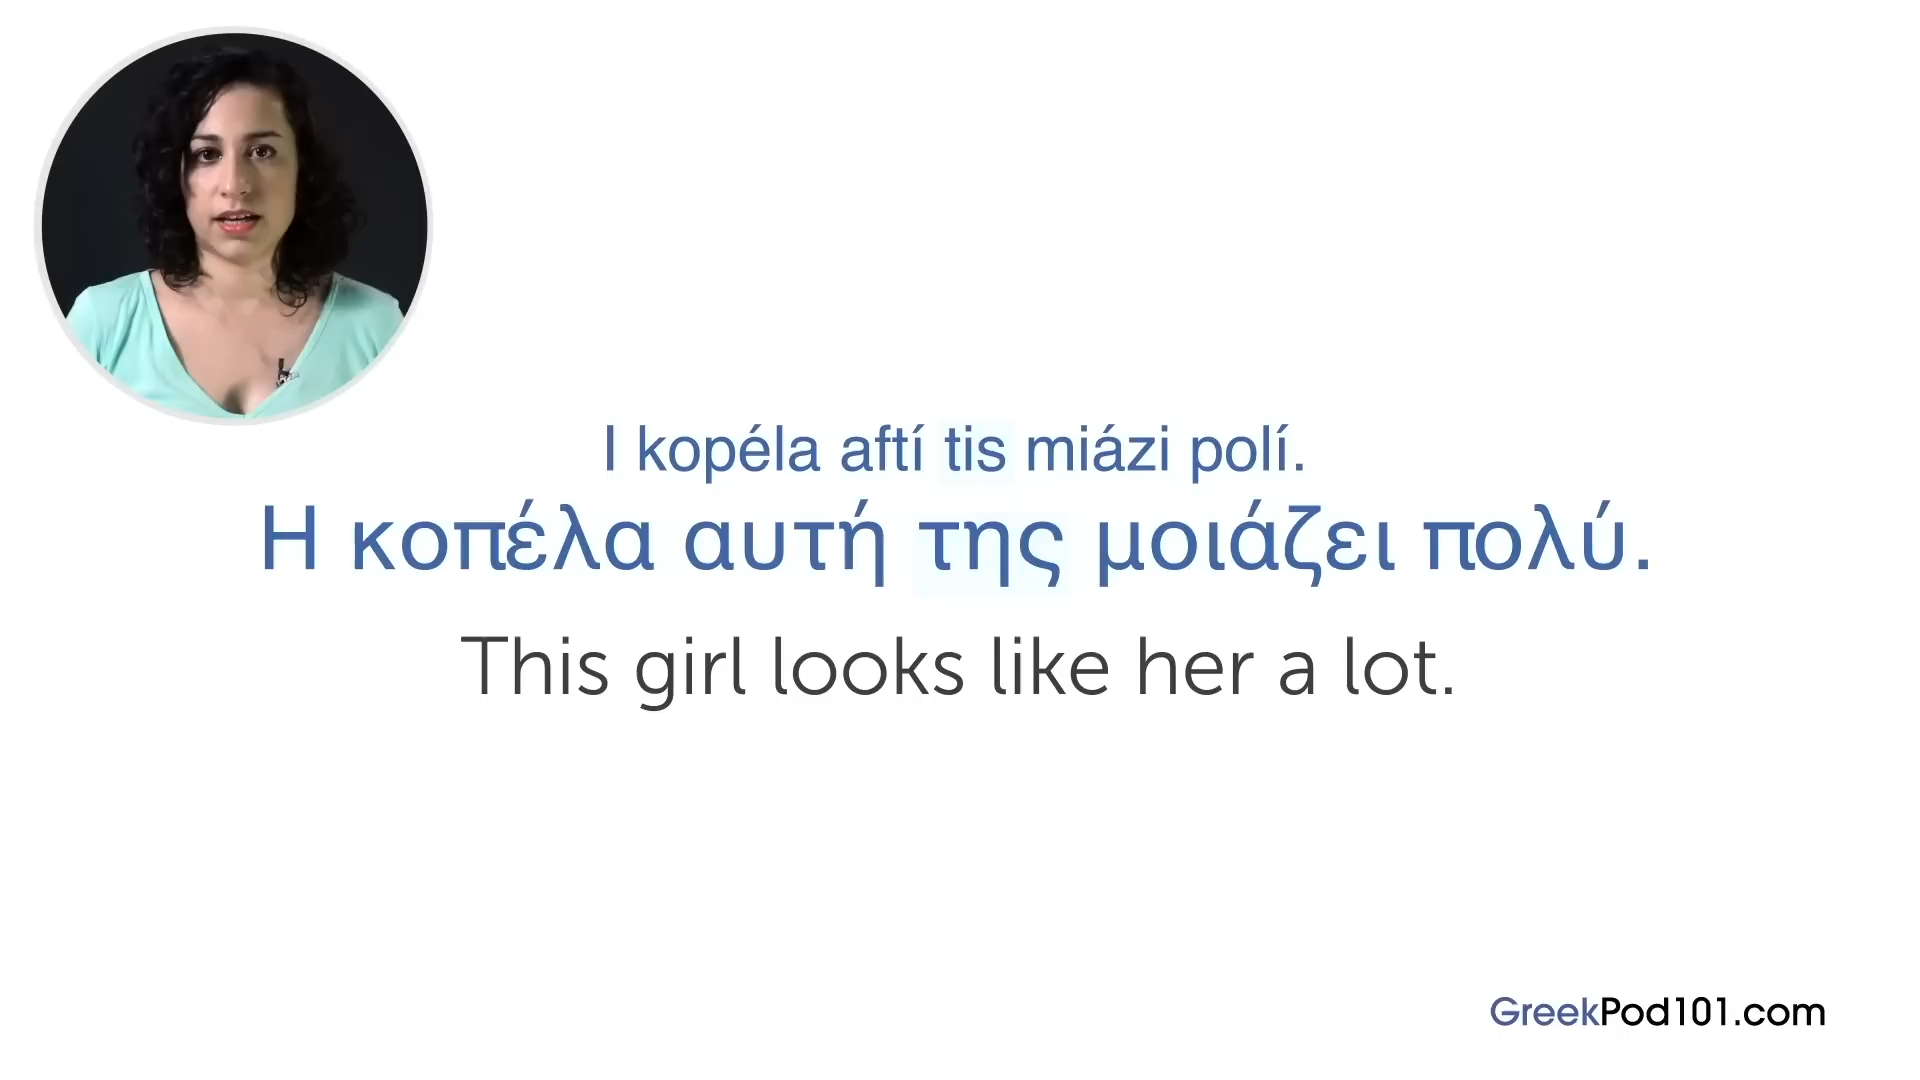 I kopéla aftí tis miázi polí.
Η κοπέλα αυτή της μοιάζει πολύ.
This girl looks like her a lot.
GreekPod101.com